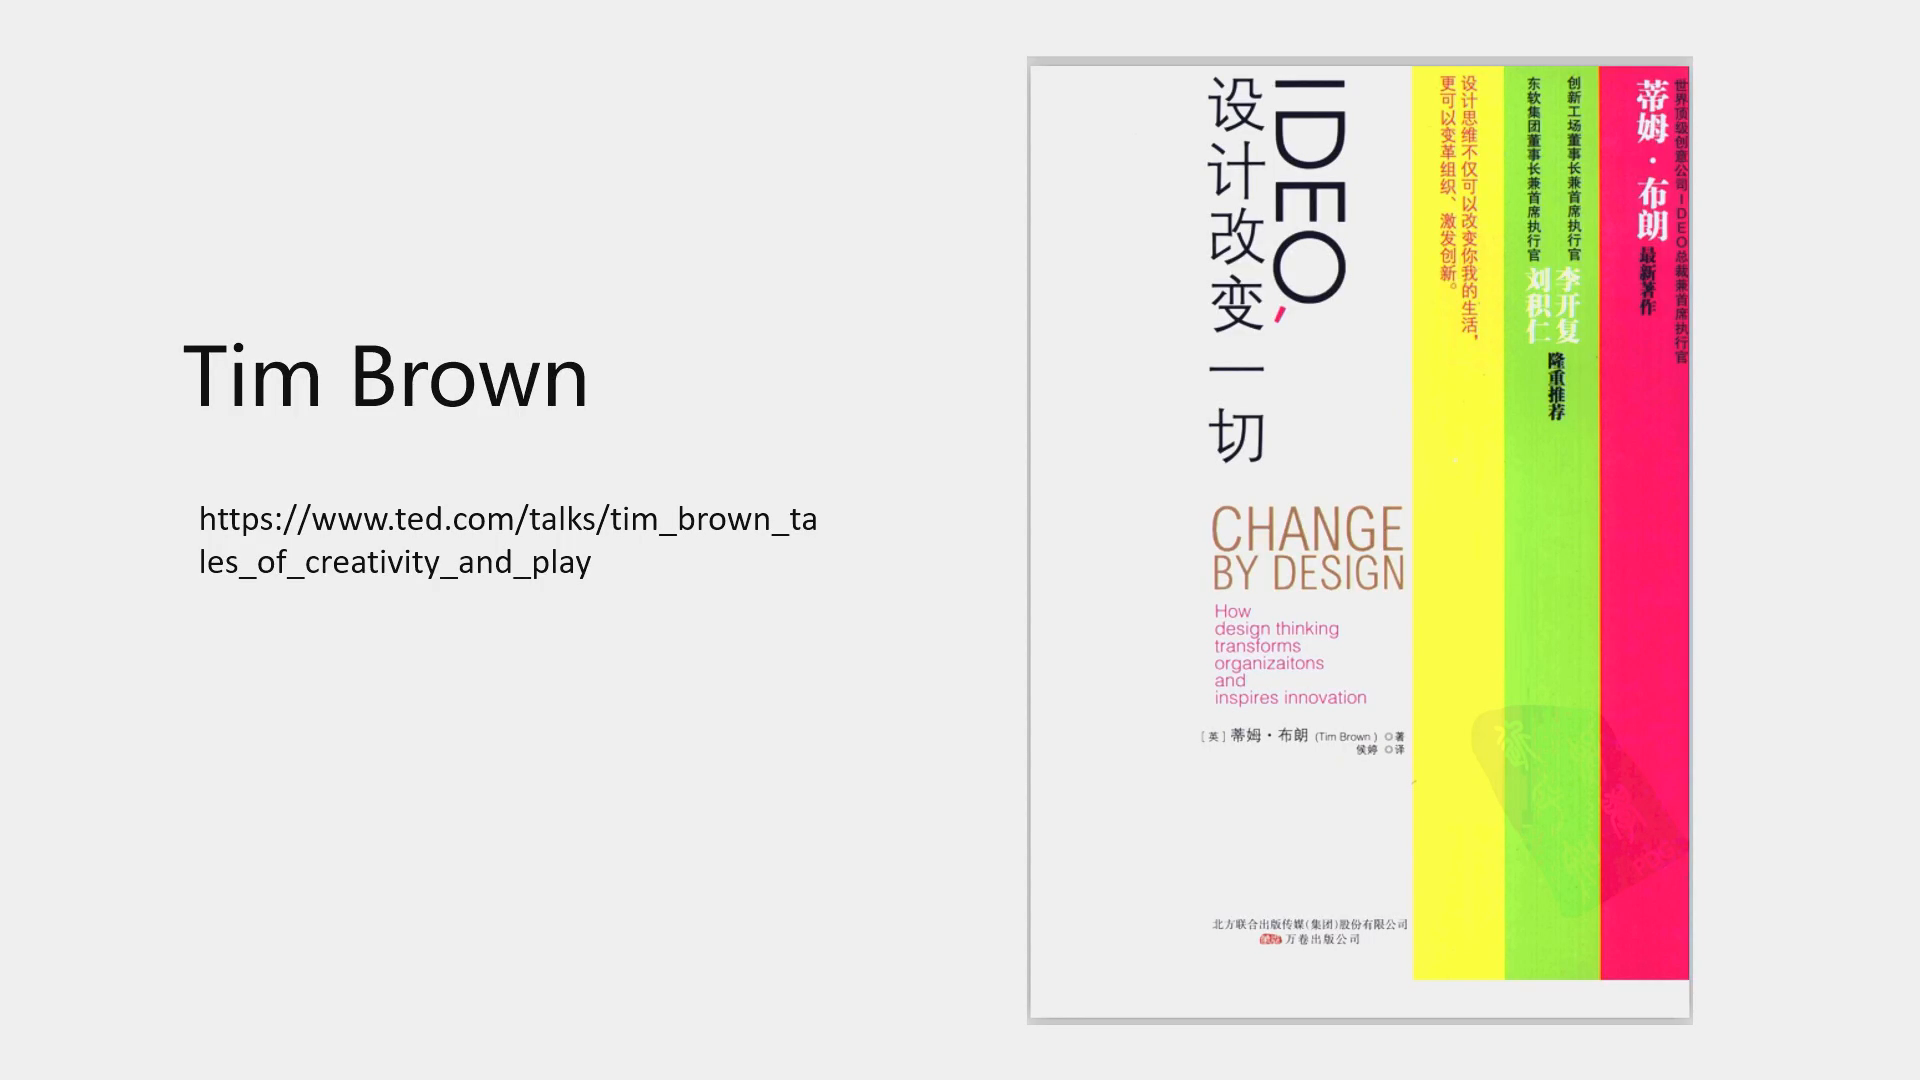 Tim Brown
https://www.ted.com/talks/tim_brown_ta
les_of_creativity_and_play
世界顶级创意公司IDEO总裁兼首席执行官
蒂姆·布朗 最新著作
创新工场董事长兼首席执行官 李开复
东软集团董事长兼首席执行官 刘积仁
隆重推荐
设计思维不仅可以改变你我的生活，
更可以变革组织、激发创新。
IDEO,
设计改变一切
CHANGE
BY DESIGN
How
design thinking
transforms
organizaitons
and
inspires innovation
[英] 蒂姆·布朗 (Tim Brown) ◎著
侯婷 ◎译
北方联合出版传媒(集团)股份有限公司
万卷出版公司